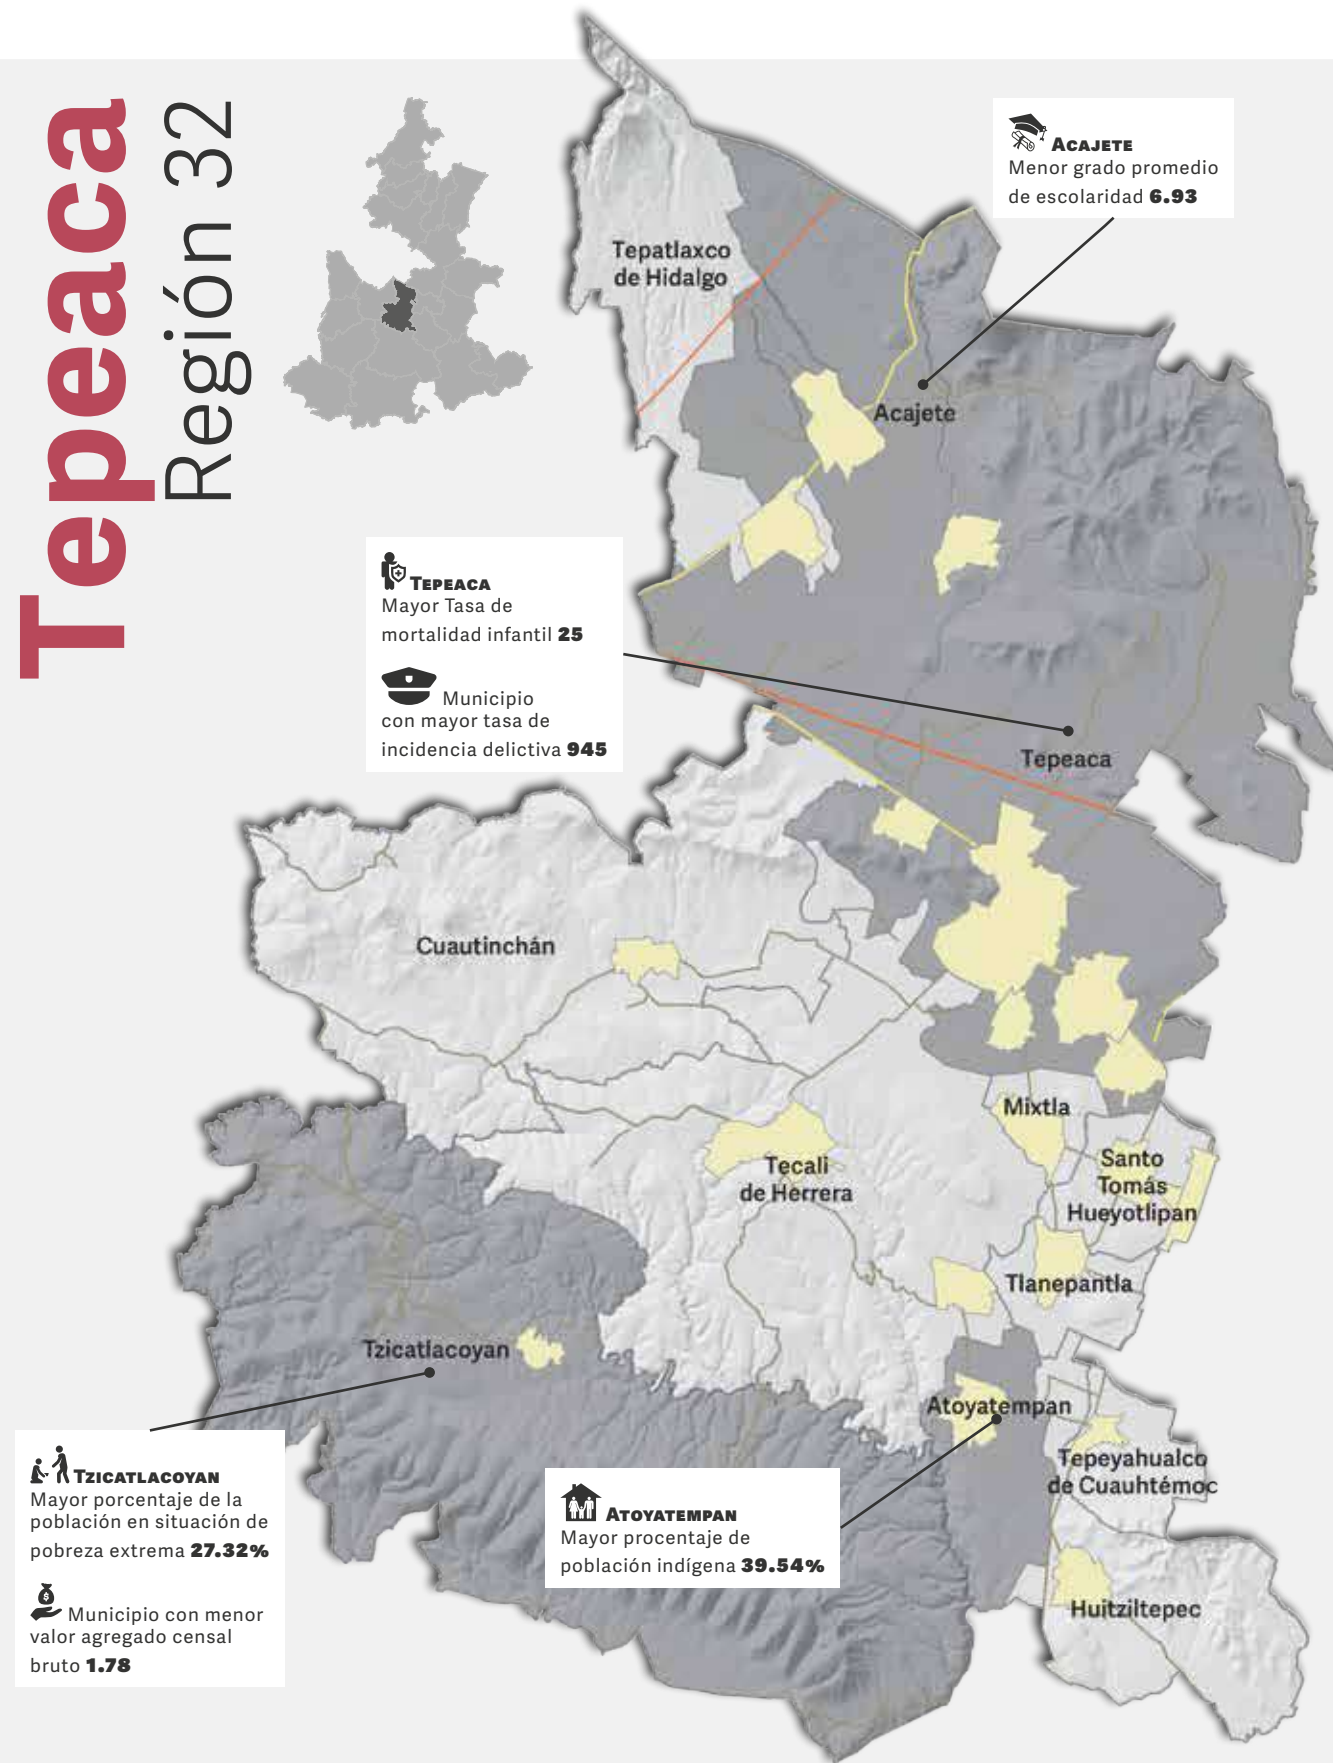 Tepeaca
Región 32
ACAJETE
Menor grado promedio
de escolaridad 6.93
Tepatlaxco
de Hidalgo
Acajete
TEPEACA
Mayor Tasa de
mortalidad infantil 25
Municipio
con mayor tasa de
incidencia delictiva 945
Tepeaca
Cuautinchán
Mixtla
Tecali
de Herrera
Santo
Tomás
Hueyotlipan
Tlanepantla
Tzicatlacoyan
Atoyatempan
Tepeyahualco
de Cuauhtémoc
Huitziltepec
TZICATLACOYAN
Mayor porcentaje de la
población en situación de
pobreza extrema 27.32%
Municipio con menor
valor agregado censal
bruto 1.78
ATOYATEMPAN
Mayor procentaje de
población indígena 39.54%